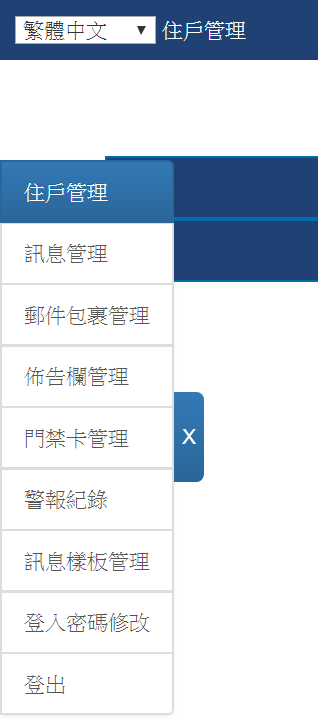 繁體中文 ▼ 住戶管理
住戶管理
訊息管理
郵件包裹管理
佈告欄管理
門禁卡管理
X
警報紀錄
訊息樣板管理
登入密碼修改
登出